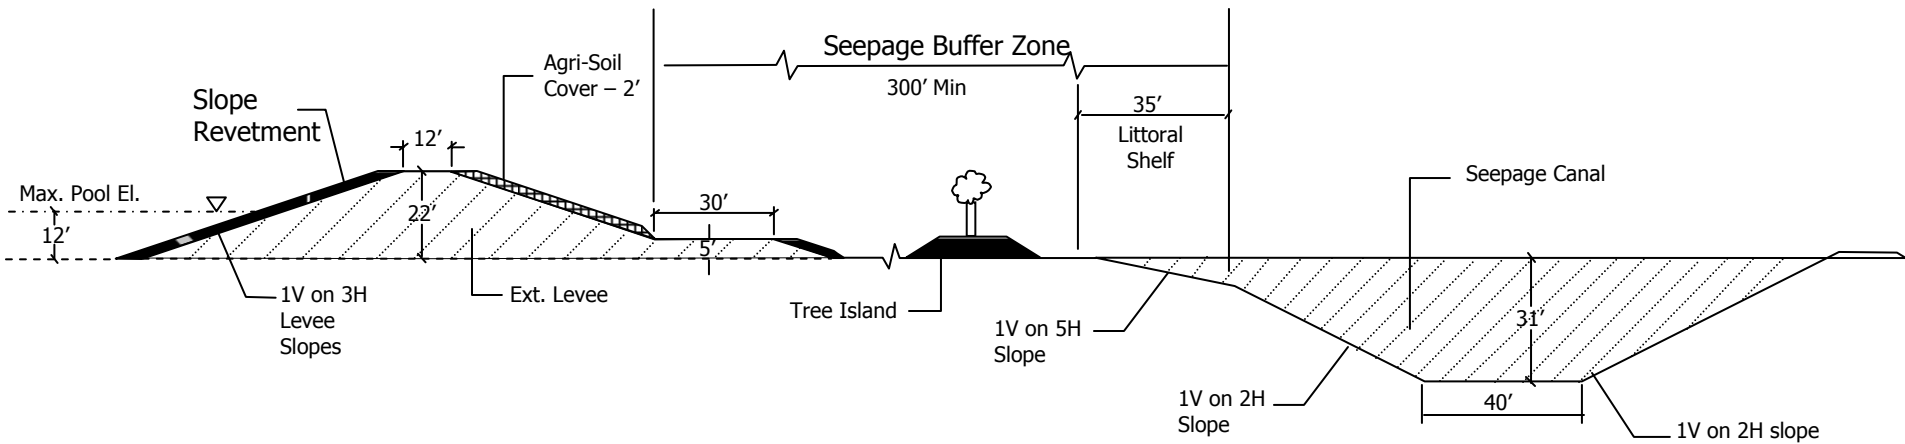 Seepage Buffer Zone
300′ Min
Agri-Soil
Cover – 2′
Slope
Revetment
12′
35′
Littoral
Shelf
Max. Pool El.
12′
22′
30′
5′
Seepage Canal
1V on 3H
Levee
Slopes
Ext. Levee
Tree Island
1V on 5H
Slope
31′
1V on 2H
Slope
40′
1V on 2H slope